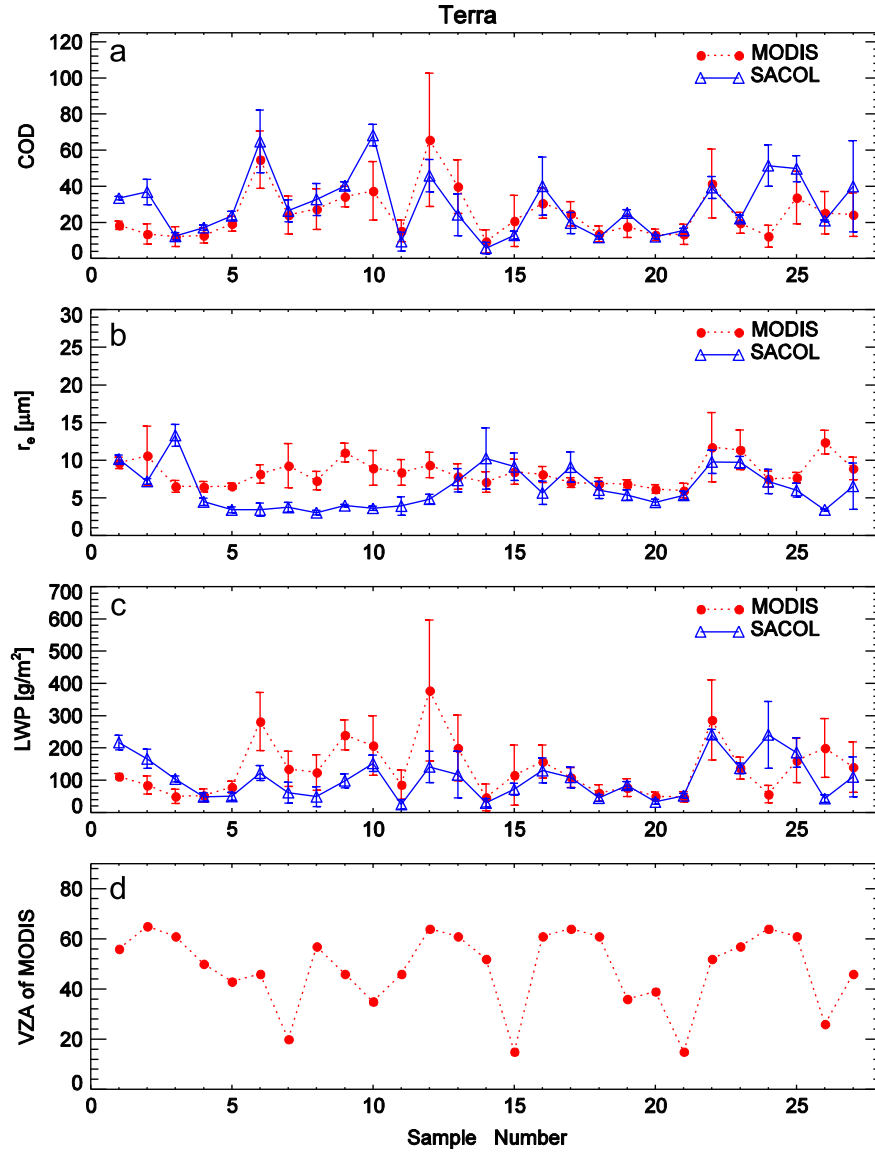 Terra
a
MODIS
SACOL
COD
120
100
80
60
40
20
0
0 5 10 15 20 25
b
MODIS
SACOL
re [μm]
30
25
20
15
10
5
0
0 5 10 15 20 25
c
MODIS
SACOL
LWP [g/m²]
700
600
500
400
300
200
100
0
0 5 10 15 20 25
d
VZA of MODIS
80
60
40
20
0
0 5 10 15 20 25
Sample Number